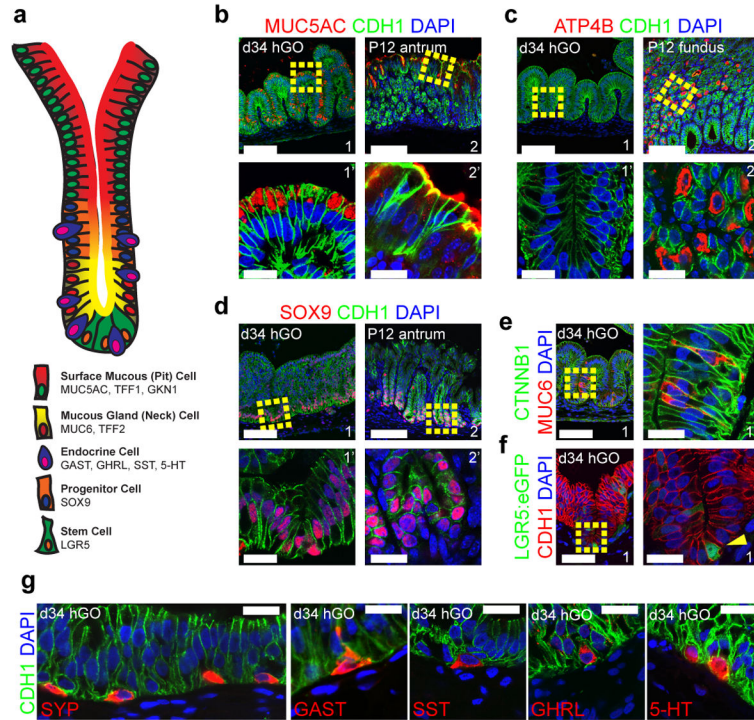 a
Surface Mucous (Pit) Cell
MUC5AC, TFF1, GKN1
Mucous Gland (Neck) Cell
MUC6, TFF2
Endocrine Cell
GAST, GHRL, SST, 5-HT
Progenitor Cell
SOX9
Stem Cell
LGR5
b
MUC5AC CDH1 DAPI
d34 hGO
P12 antrum
1
2
1'
2'
c
ATP4B CDH1 DAPI
d34 hGO
P12 fundus
1
2
1'
2'
d
SOX9 CDH1 DAPI
d34 hGO
P12 antrum
1
2
1'
2'
e
CTNNB1
MUC6 DAPI
d34 hGO
1
1'
f
LGR5:eGFP
CDH1 DAPI
d34 hGO
1
1'
g
CDH1 DAPI
d34 hGO
SYP
d34 hGO
GAST
d34 hGO
SST
d34 hGO
GHRL
d34 hGO
5-HT